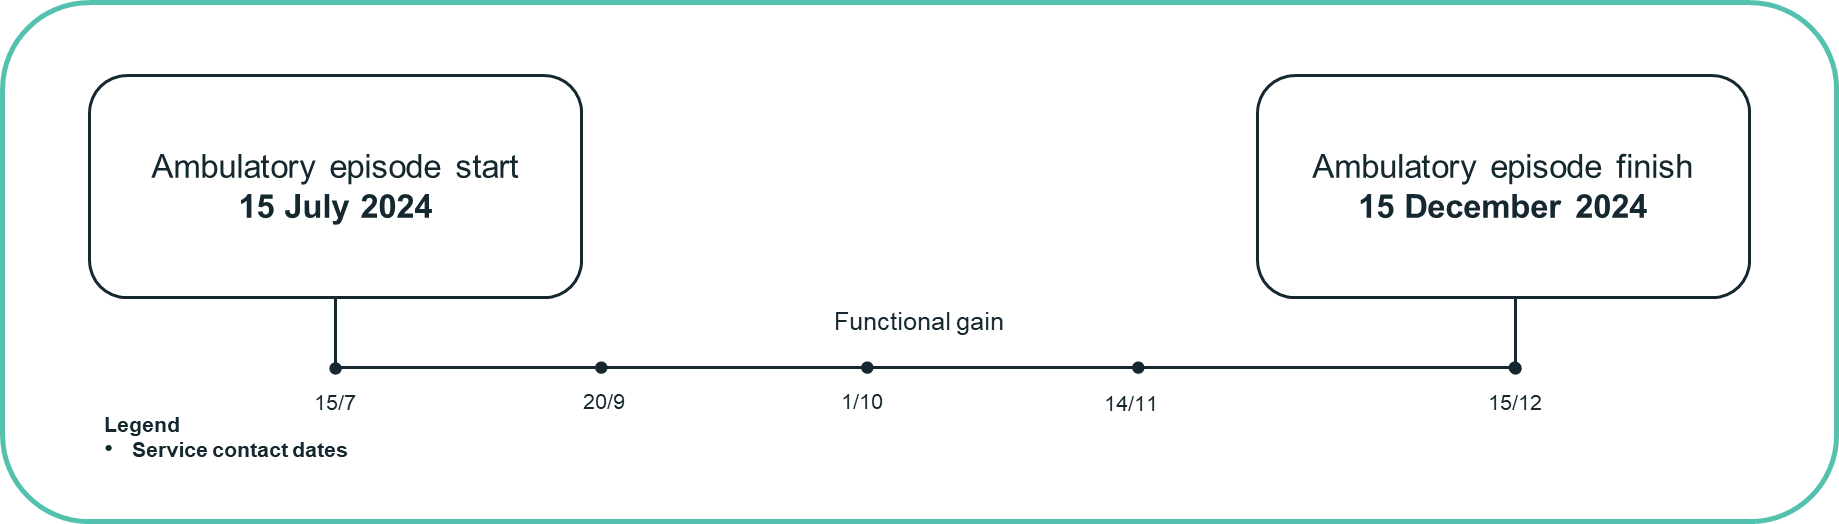 Ambulatory episode start
15 July 2024
Ambulatory episode finish
15 December 2024
Functional gain
15/7
20/9
1/10
14/11
15/12
Legend
• Service contact dates